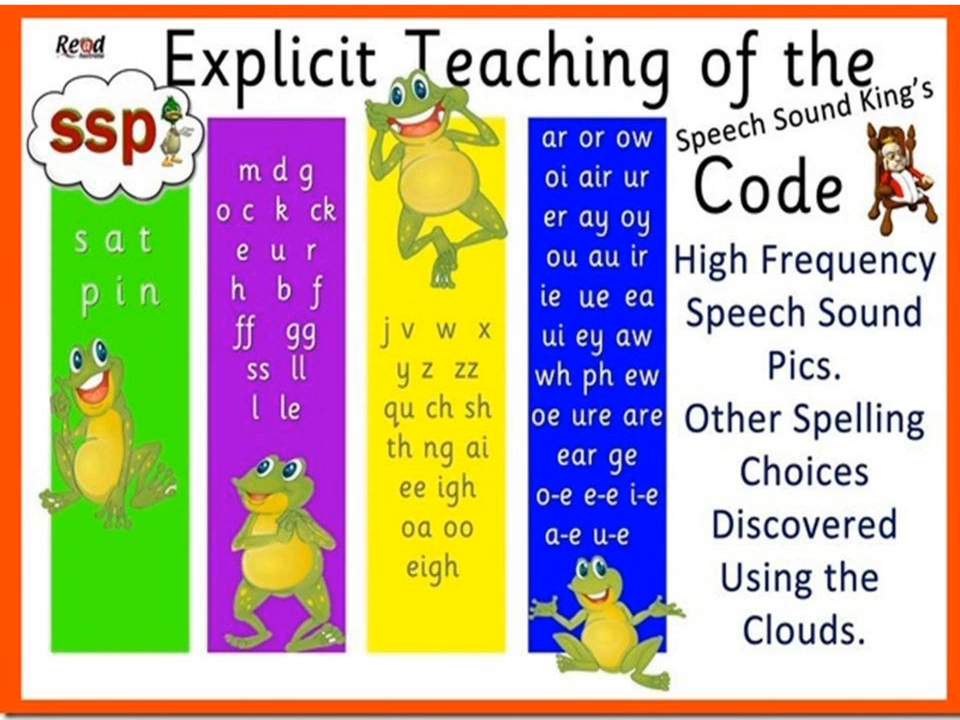 Read
Explicit Teaching of the
Speech Sound King's
Code
ssp
s a t
p i n
m d g
o c k ck
e u r
h b f
ff gg
ss ll
l le
j v w x
y z zz
qu ch sh
th ng ai
ee igh
oa oo
eigh
ar or ow
oi air ur
er ay oy
ou au ir
ie ue ea
ui ey aw
wh ph ew
oe ure are
ear ge
o-e e-e i-e
a-e u-e
High Frequency
Speech Sound
Pics.
Other Spelling
Choices
Discovered
Using the
Clouds.